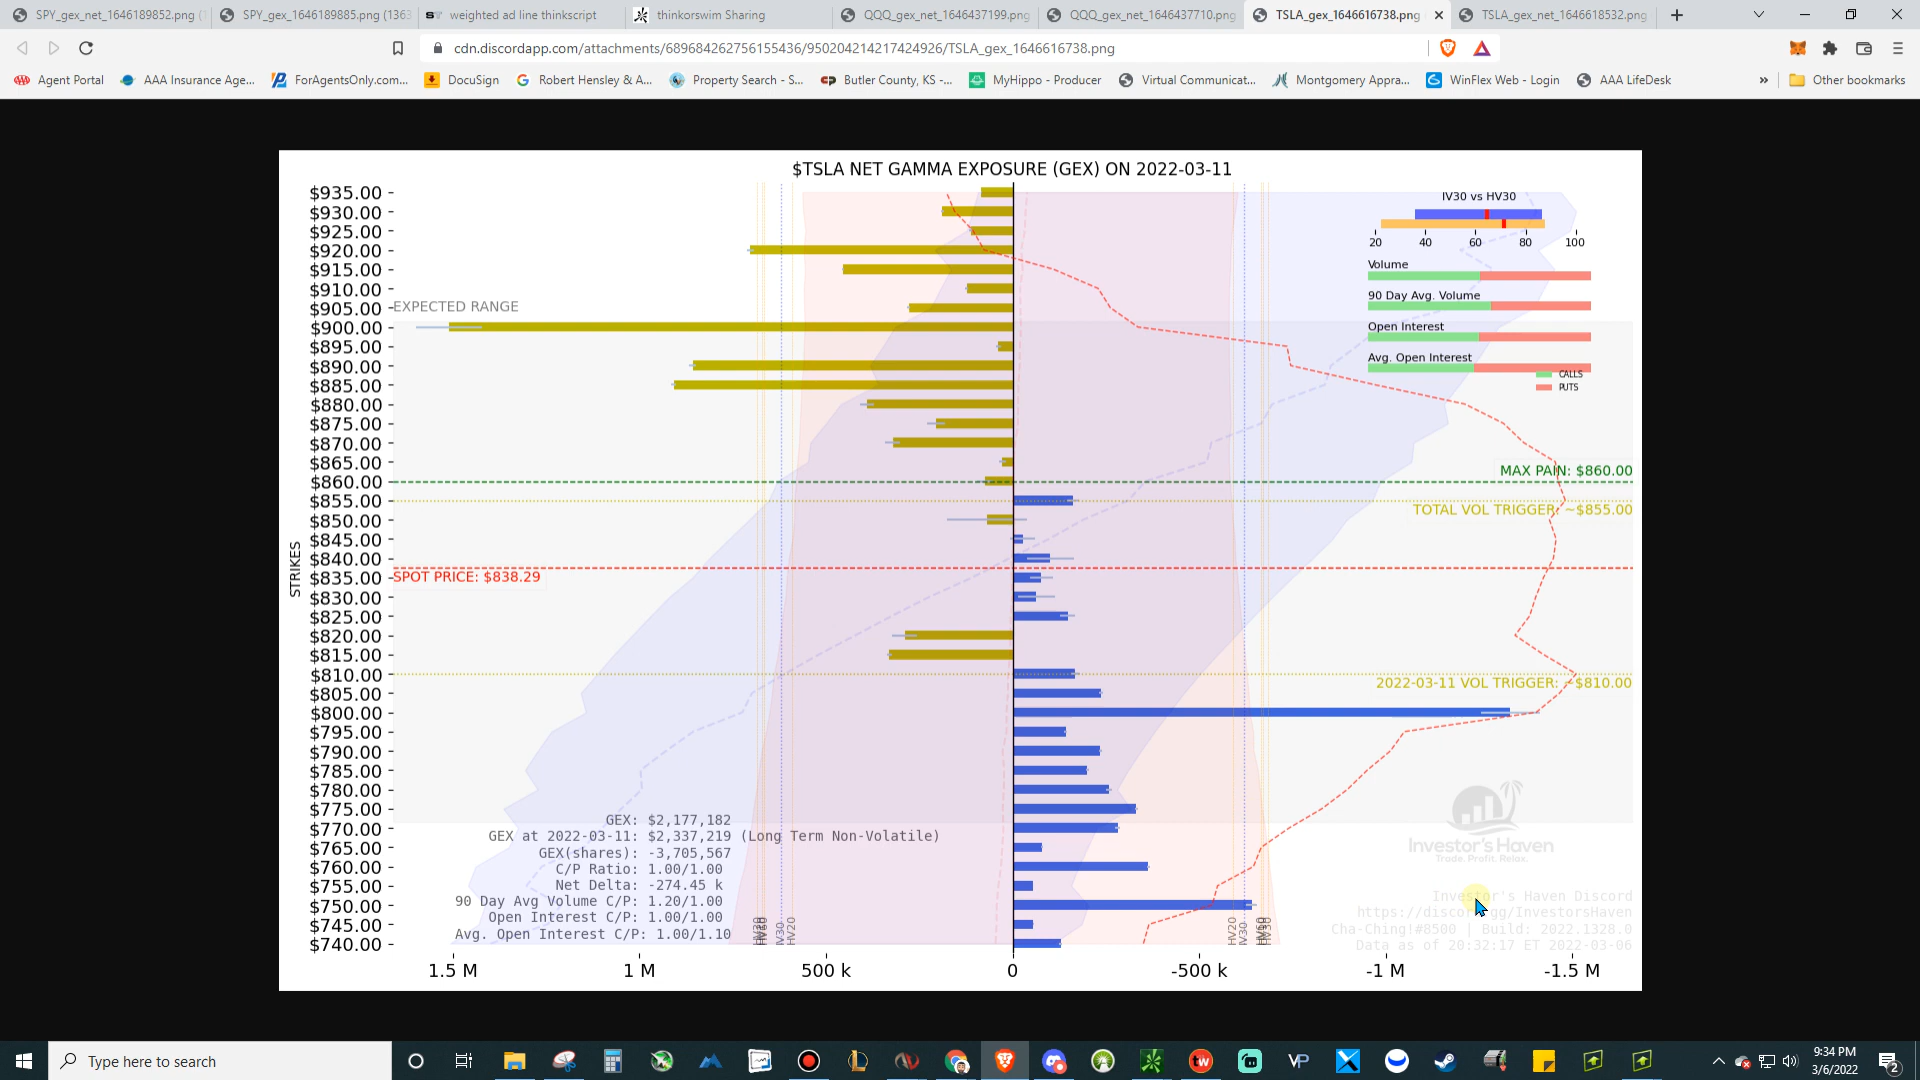 SPY_gex_net_1646189852.png (1
SPY_gex_1646189885.png (1363
weighted ad line thinkscript
thinkorswim Sharing
QQQ_gex_net_1646437199.png
QQQ_gex_net_1646437710.png
TSLA_gex_1646616738.png
TSLA_gex_net_1646618532.png
cdn.discordapp.com/attachments/689684262756155436/950204214217424926/TSLA_gex_1646616738.png
Agent Portal
AAA Insurance Age...
ForAgentsOnly.com...
DocuSign
Robert Hensley & A...
Property Search - S...
Butler County, KS -...
MyHippo - Producer
Virtual Communicat...
Montgomery Appra...
WinFlex Web - Login
AAA LifeDesk
»
Other bookmarks
$TSLA NET GAMMA EXPOSURE (GEX) ON 2022-03-11
STRIKES
$935.00
$930.00
$925.00
$920.00
$915.00
$910.00
$905.00
$900.00
$895.00
$890.00
$885.00
$880.00
$875.00
$870.00
$865.00
$860.00
$855.00
$850.00
$845.00
$840.00
$835.00
$830.00
$825.00
$820.00
$815.00
$810.00
$805.00
$800.00
$795.00
$790.00
$785.00
$780.00
$775.00
$770.00
$765.00
$760.00
$755.00
$750.00
$745.00
$740.00
EXPECTED RANGE
SPOT PRICE: $838.29
IV30 vs HV30
20 40 60 80 100
Volume
90 Day Avg. Volume
Open Interest
Avg. Open Interest
CALLS
PUTS
MAX PAIN: $860.00
TOTAL VOL TRIGGER: ~$855.00
2022-03-11 VOL TRIGGER: ~$810.00
GEX: $2,177,182
GEX at 2022-03-11: $2,337,219 (Long Term Non-Volatile)
GEX(shares): -3,705,567
C/P Ratio: 1.00/1.00
Net Delta: -274.45 k
90 Day Avg Volume C/P: 1.20/1.00
Open Interest C/P: 1.00/1.00
Avg. Open Interest C/P: 1.00/1.10
IV30
HV20
HV20
IV30
HV30
Investor's Haven
Trade. Profit. Relax.
Investor's Haven Discord
https://discord.gg/InvestorsHaven
Cha-Ching!#8500 | Build: 2022.1328.0
Data as of 20:32:17 ET 2022-03-06
1.5 M
1 M
500 k
0
-500 k
-1 M
-1.5 M
Type here to search
9:34 PM
3/6/2022
2